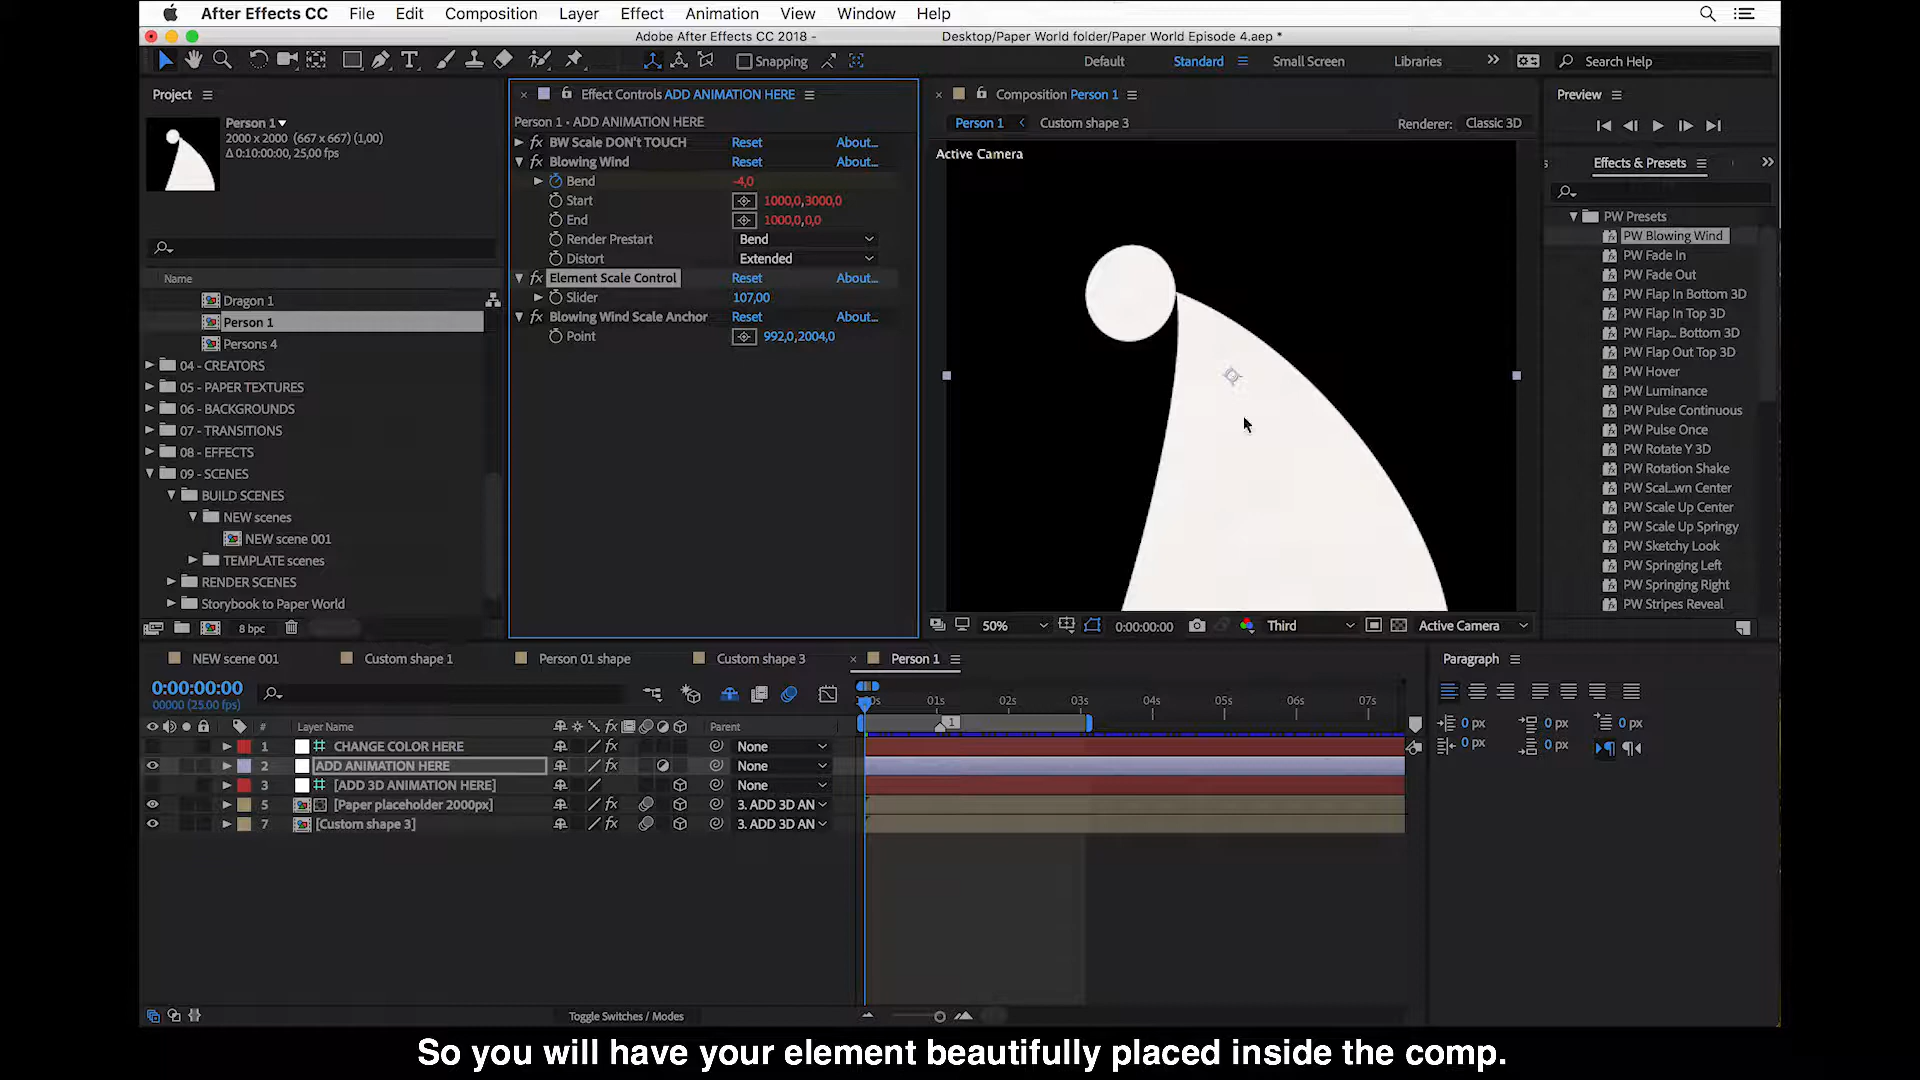 After Effects CC File Edit Composition Layer Effect Animation View Window Help
Adobe After Effects CC 2018 - Desktop/Paper World folder/Paper World Episode 4.aep *
Snapping Default Standard Small Screen Libraries Search Help
Project
Person 1
2000 x 2000 (667 x 667) (1,00)
Δ 0:10:00:00, 25,00 fps
Name
Dragon 1
Person 1
Persons 4
04 - CREATORS
05 - PAPER TEXTURES
06 - BACKGROUNDS
07 - TRANSITIONS
08 - EFFECTS
09 - SCENES
BUILD SCENES
NEW scenes
NEW scene 001
TEMPLATE scenes
RENDER SCENES
Storybook to Paper World
8 bpc
Effect Controls ADD ANIMATION HERE
Person 1 • ADD ANIMATION HERE
BW Scale DON't TOUCH Reset About...
Blowing Wind Reset About...
Bend -4,0
Start 1000,0,3000,0
End 1000,0,0,0
Render Prestart Bend
Distort Extended
Element Scale Control Reset About...
Slider 107,00
Blowing Wind Scale Anchor Reset About...
Point 992,0,2004,0
Composition Person 1
Person 1 Custom shape 3 Renderer: Classic 3D
Active Camera
50% 0:00:00:00 Third Active Camera
Preview
Effects & Presets
PW Presets
PW Blowing Wind
PW Fade In
PW Fade Out
PW Flap In Bottom 3D
PW Flap In Top 3D
PW Flap... Bottom 3D
PW Flap Out Top 3D
PW Hover
PW Luminance
PW Pulse Continuous
PW Pulse Once
PW Rotate Y 3D
PW Rotation Shake
PW Scal...wn Center
PW Scale Up Center
PW Scale Up Springy
PW Sketchy Look
PW Springing Left
PW Springing Right
PW Stripes Reveal
NEW scene 001 Custom shape 1 Person 01 shape Custom shape 3 Person 1
0:00:00:00
00000 (25.00 fps)
01s 02s 03s 04s 05s 06s 07s
# Layer Name Parent
1
1 CHANGE COLOR HERE None
2 ADD ANIMATION HERE None
3 [ADD 3D ANIMATION HERE] None
5 [Paper placeholder 2000px] 3. ADD 3D AN
7 [Custom shape 3] 3. ADD 3D AN
Toggle Switches / Modes
Paragraph
0 px 0 px 0 px
0 px 0 px
So you will have your element beautifully placed inside the comp.